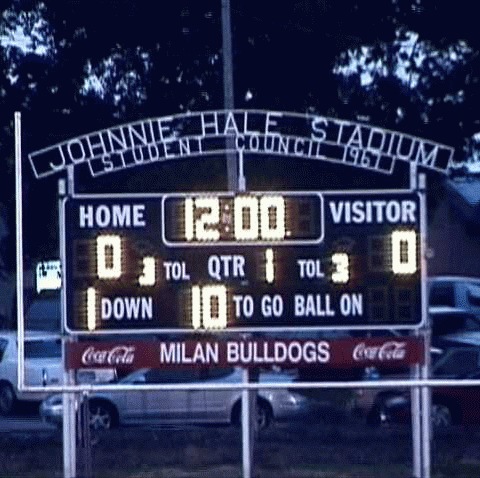 JOHNNIE HALE STADIUM
STUDENT COUNCIL 1967
HOME 12:00 VISITOR
0 3 TOL QTR 1 TOL 3 0
1 DOWN 10 TO GO BALL ON
Coca-Cola MILAN BULLDOGS Coca-Cola